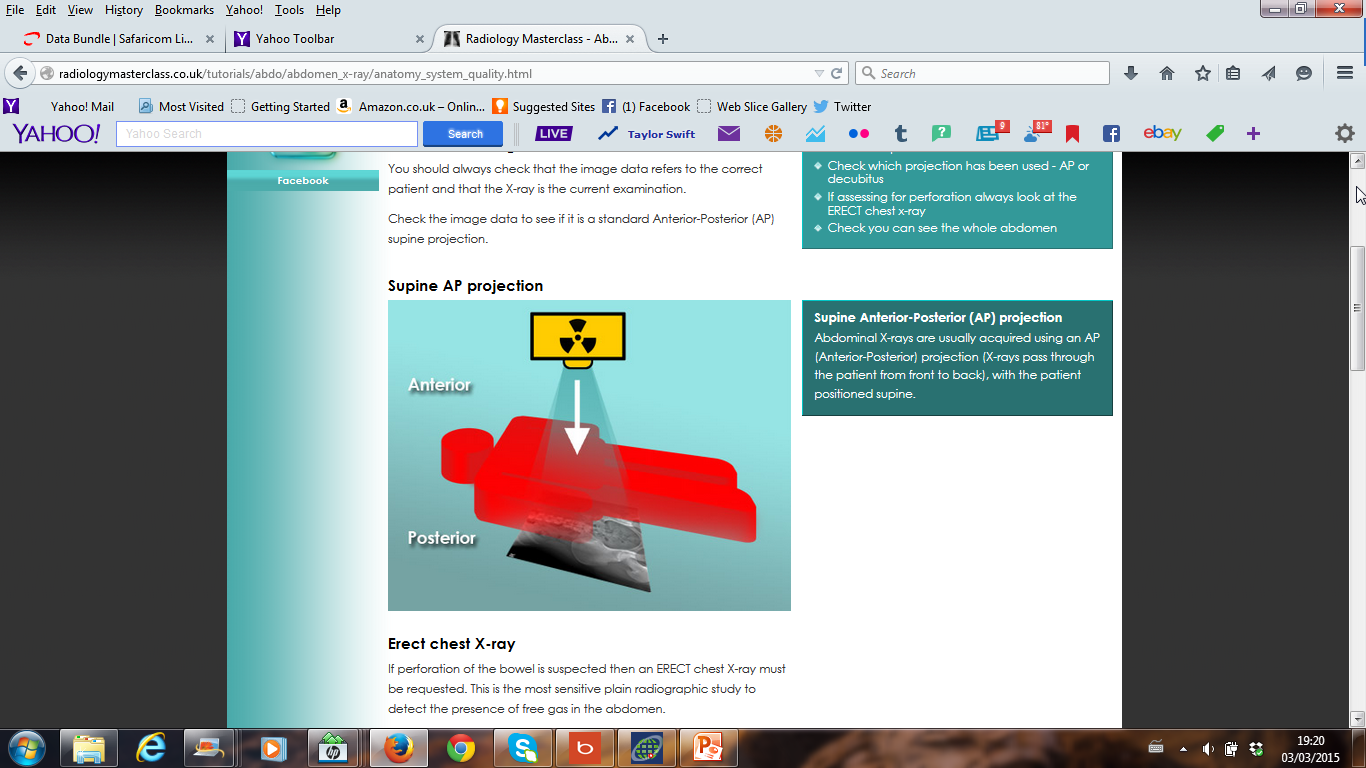 File Edit View History Bookmarks Yahoo! Tools Help
Data Bundle | Safaricom Li...
Yahoo Toolbar
Radiology Masterclass - Ab...
radiologymasterclass.co.uk/tutorials/abdo/abdomen_x-ray/anatomy_system_quality.html
Search
Yahoo! Mail Most Visited Getting Started Amazon.co.uk – Onlin... Suggested Sites (1) Facebook Web Slice Gallery Twitter
YAHOO! Yahoo Search Search LIVE Taylor Swift 9 81° ebay
Facebook
You should always check that the image data refers to the correct
patient and that the X-ray is the current examination.
Check the image data to see if it is a standard Anterior-Posterior (AP)
supine projection.
Check which projection has been used - AP or
decubitus
If assessing for perforation always look at the
ERECT chest x-ray
Check you can see the whole abdomen
Supine AP projection
Anterior
Posterior
Supine Anterior-Posterior (AP) projection
Abdominal X-rays are usually acquired using an AP
(Anterior-Posterior) projection (X-rays pass through
the patient from front to back), with the patient
positioned supine.
Erect chest X-ray
If perforation of the bowel is suspected then an ERECT chest X-ray must
be requested. This is the most sensitive plain radiographic study to
detect the presence of free gas in the abdomen.
19:20
03/03/2015